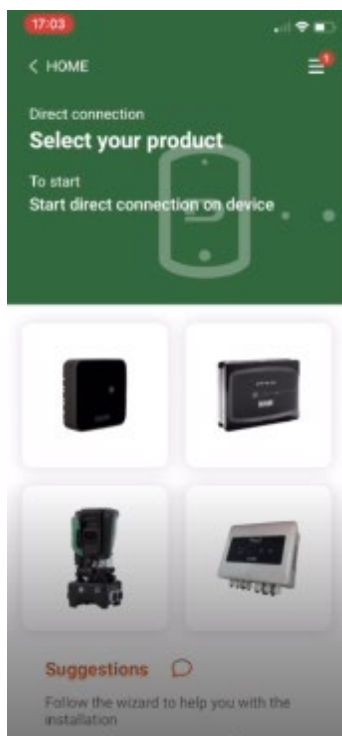 17:03
< HOME
1
Direct connection
Select your product
To start
Start direct connection on device
Suggestions
Follow the wizard to help you with the
installation